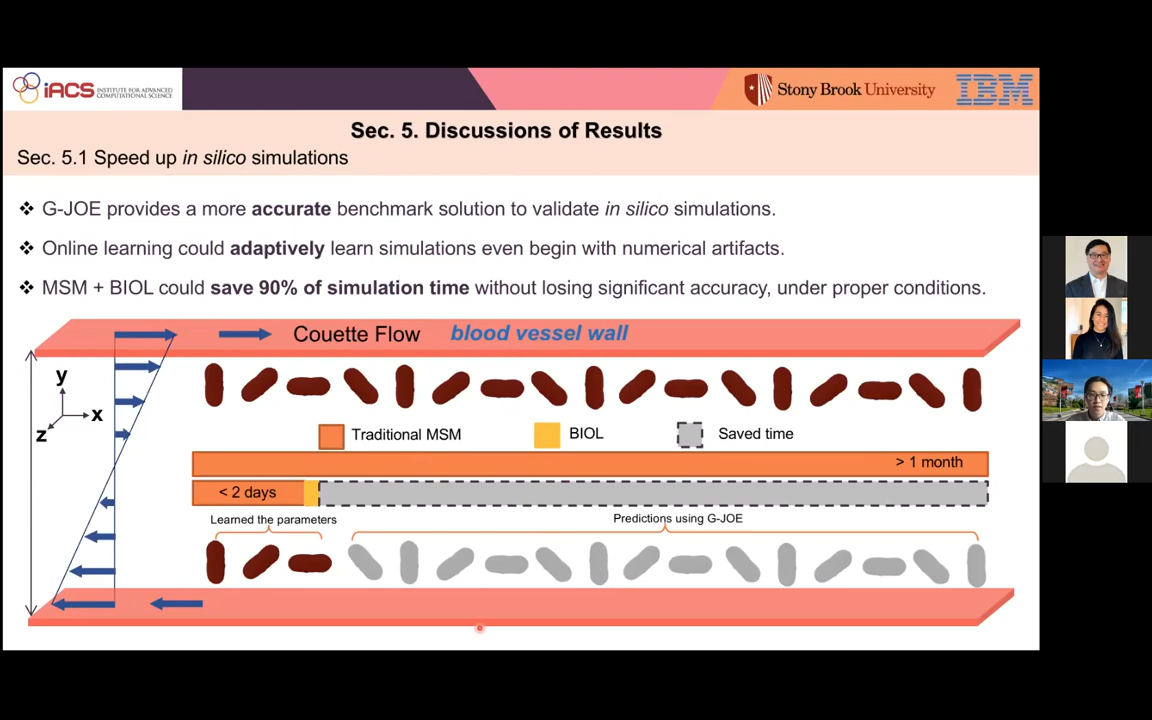 iACS INSTITUTE FOR ADVANCED
COMPUTATIONAL SCIENCE
Stony Brook University
IBM
Sec. 5. Discussions of Results
Sec. 5.1 Speed up in silico simulations
❖ G-JOE provides a more accurate benchmark solution to validate in silico simulations.
❖ Online learning could adaptively learn simulations even begin with numerical artifacts.
❖ MSM + BIOL could save 90% of simulation time without losing significant accuracy, under proper conditions.
Couette Flow blood vessel wall
y
x
z
Traditional MSM BIOL Saved time
> 1 month
< 2 days
Learned the parameters Predictions using G-JOE